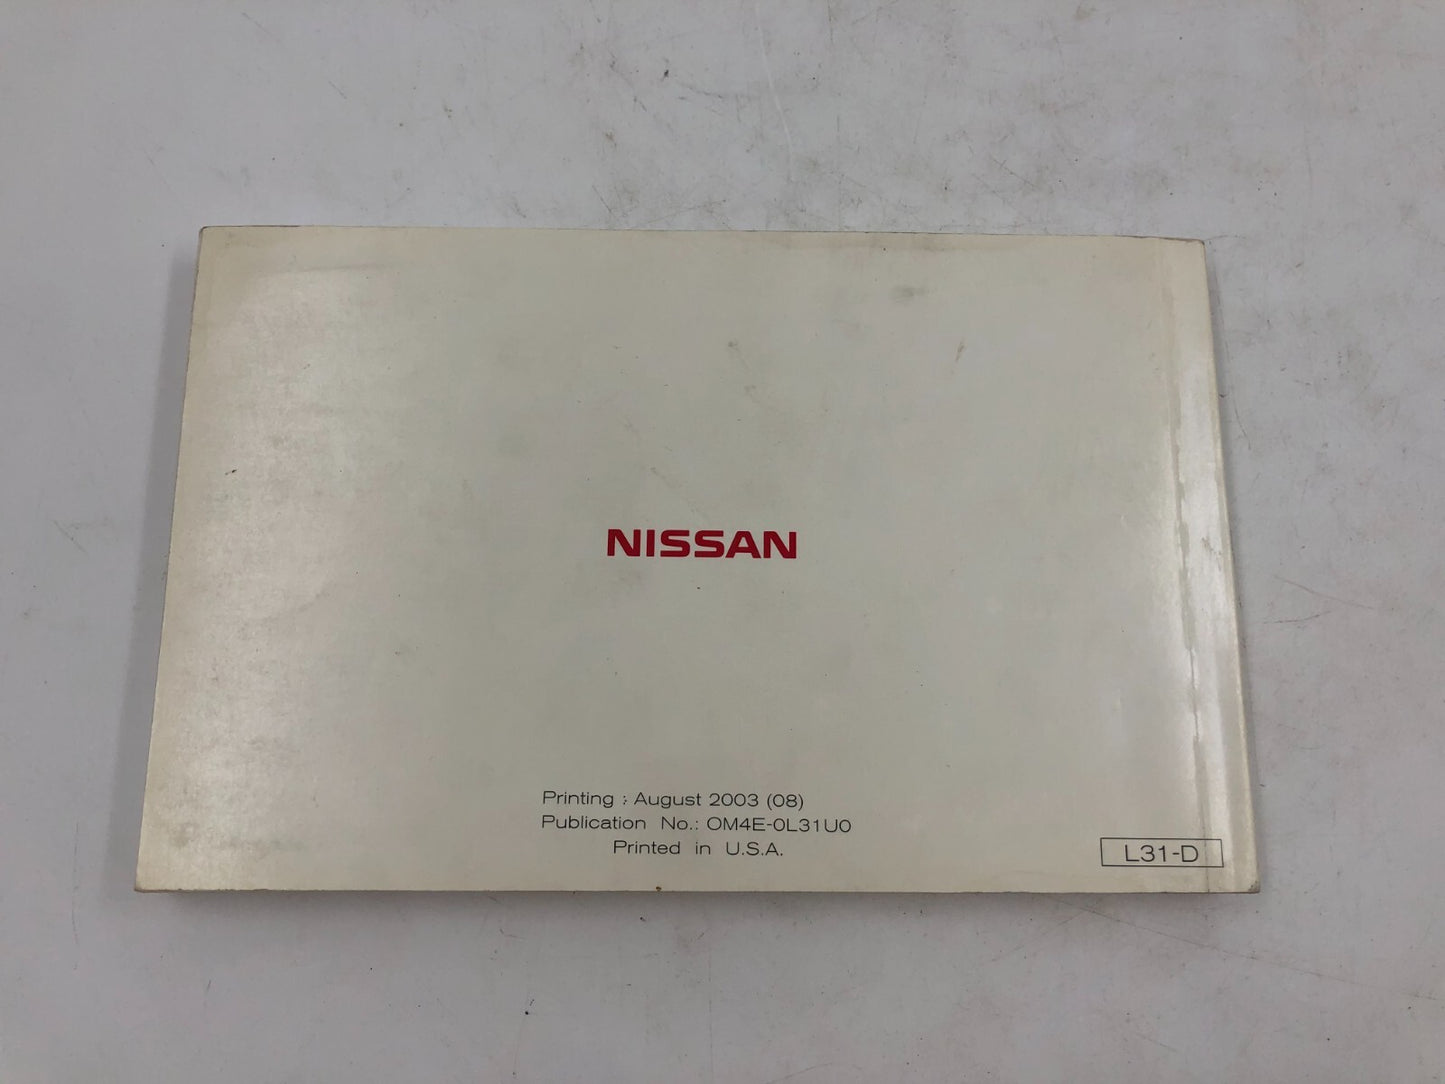 NISSAN
Printing : August 2003 (08)
Publication No.: OM4E-0L31U0
Printed in U.S.A.
L31-D